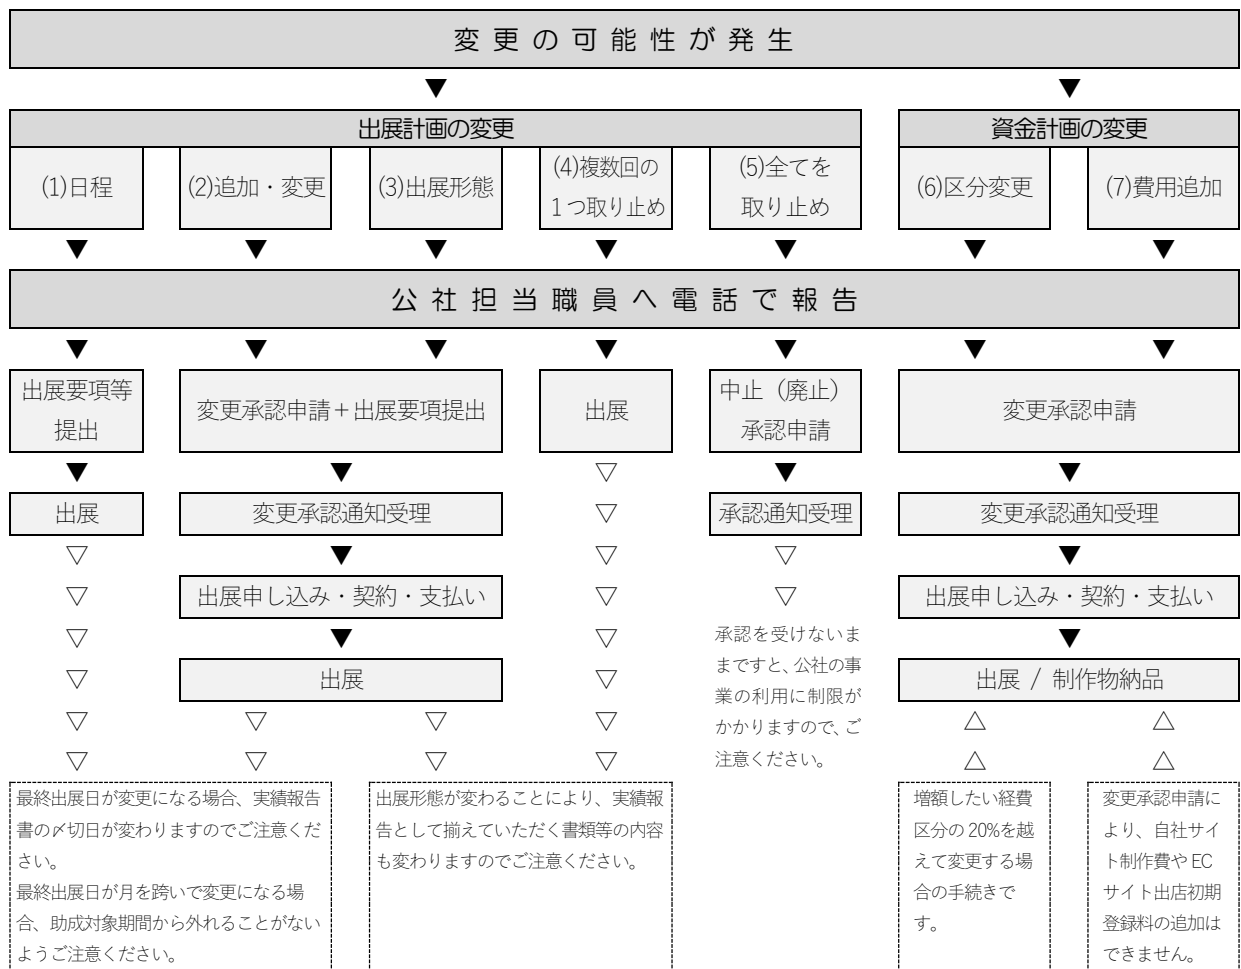 変更の可能性が発生
▼ ▼
出展計画の変更 資金計画の変更
(1)日程 (2)追加・変更 (3)出展形態 (4)複数回の
1つ取り止め (5)全てを
取り止め (6)区分変更 (7)費用追加
▼ ▼ ▼ ▼ ▼ ▼ ▼
公社担当職員へ電話で報告
▼ ▼ ▼ ▼ ▼ ▼ ▼
出展要項等
提出
変更承認申請+出展要項提出
出展
中止(廃止)
承認申請
変更承認申請
▼ ▼ ▽ ▼ ▼
出展 変更承認通知受理 ▽ 承認通知受理 変更承認通知受理
▽ ▼ ▽ ▽ ▼
▽ 出展申し込み・契約・支払い ▽ ▽ 出展申し込み・契約・支払い
▽ ▼ ▽ ▼
▽ 出展 ▽ 出展 / 制作物納品
▽ ▽ ▽ ▽ △ △
▽ ▽ ▽ ▽ △ △
承認を受けないま
まですと、公社の事
業の利用に制限が
かかりますので、ご
注意ください。
最終出展日が変更になる場合、実績報告
書の〆切日が変わりますのでご注意くだ
さい。
最終出展日が月を跨いで変更になる場
合、助成対象期間から外れることがない
ようご注意ください。
出展形態が変わることにより、実績報
告として揃えていただく書類等の内容
も変わりますのでご注意ください。
増額したい経費
区分の 20%を越
えて変更する場
合の手続きで
す。
変更承認申請に
より、自社サイ
ト制作費や EC
サイト出店初期
登録料の追加は
できません。